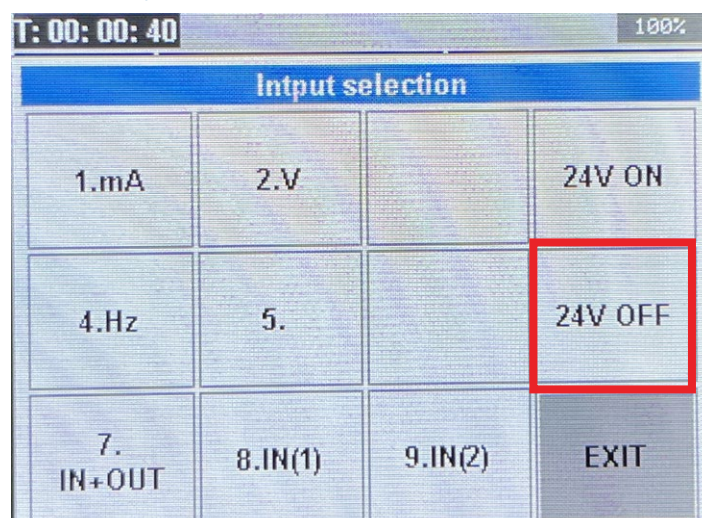 T: 00: 00: 40 100%
Intput selection
1.mA 2.V 24V ON
4.Hz 5. 24V OFF
7.
IN+OUT 8.IN(1) 9.IN(2) EXIT